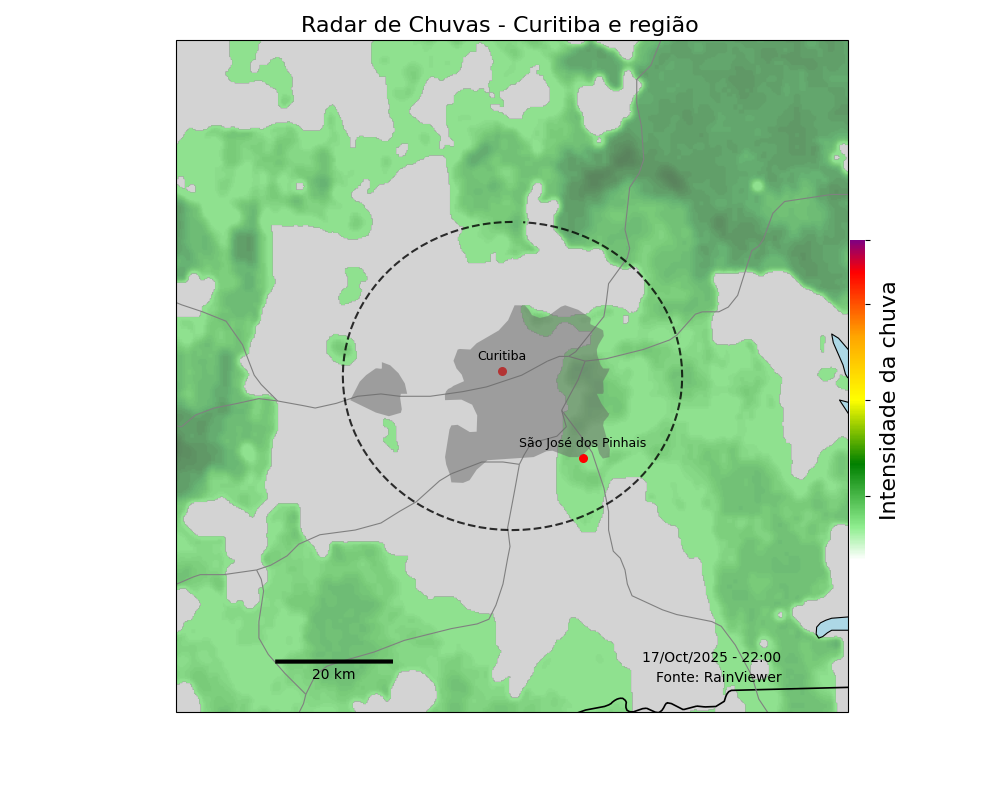 Radar de Chuvas - Curitiba e região
Curitiba
São José dos Pinhais
Intensidade da chuva
17/Oct/2025 - 22:00
Fonte: RainViewer
20 km